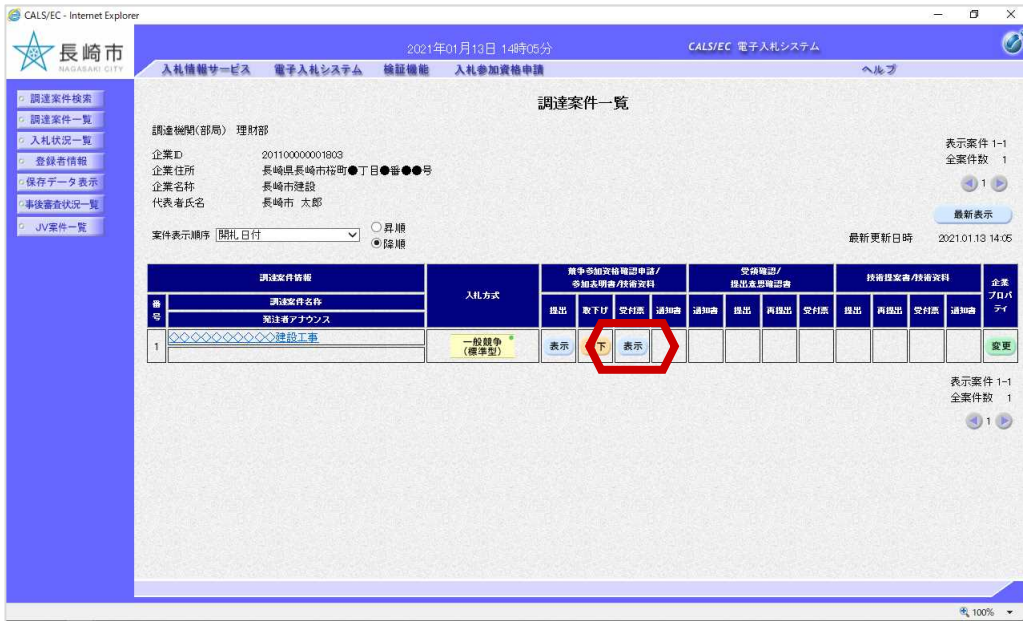 CALS/EC - Internet Explorer
長崎市
NAGASAKI CITY
2021年01月13日 14時05分
CALS/EC 電子入札システム
入札情報サービス 電子入札システム 検証機能 入札参加資格申請 ヘルプ
調達案件検索
調達案件一覧
入札状況一覧
登録者情報
保存データ表示
事後審査状況一覧
JV案件一覧
調達案件一覧
調達機関(部局) 理財部
企業ID 201100000001803
企業住所 長崎県長崎市桜町●丁目●番●●号
企業名称 長崎市建設
代表者氏名 長崎市 太郎
案件表示順序 開札日付
昇順
降順
表示案件 1-1
全案件数 1
1
最新表示
最新更新日時 2021.01.13 14:05
調達案件情報
番号
調達案件名称
発注者アナウンス
入札方式
競争参加資格確認申請/
参加表明書/技術資料
提出 取下げ 受付票 通知書
受領確認/
提出意思確認書
通知書 提出 再提出 受付票
技術提案書/技術資料
提出 再提出 受付票 通知書
企業
プロパ
ティ
1 ◇◇◇◇◇◇◇◇◇◇建設工事
一般競争
(標準型)
表示 下 表示 変更
表示案件 1-1
全案件数 1
1
100%